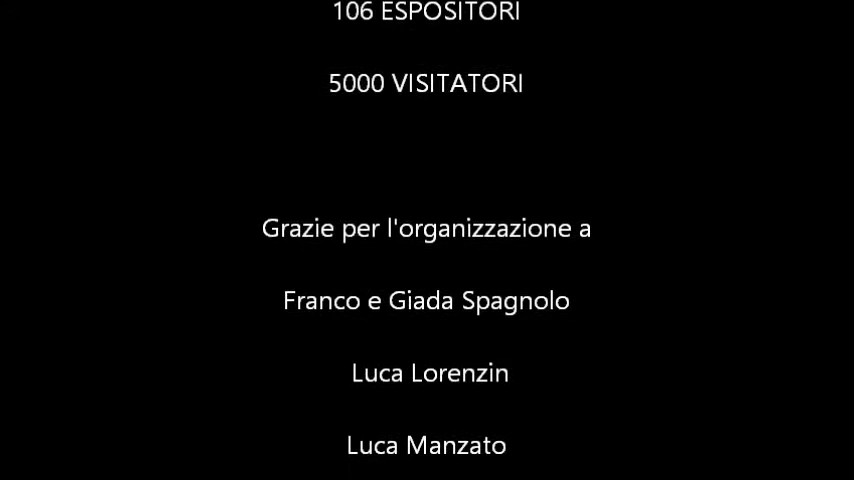 106 ESPOSITORI
5000 VISITATORI
Grazie per l'organizzazione a
Franco e Giada Spagnolo
Luca Lorenzin
Luca Manzato